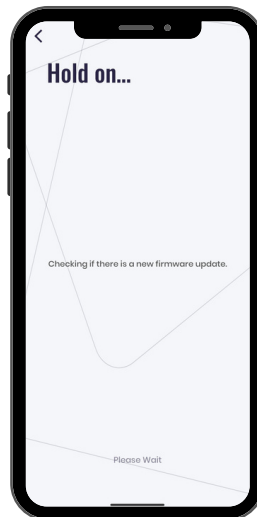 Hold on...
Checking if there is a new firmware update.
Please Wait